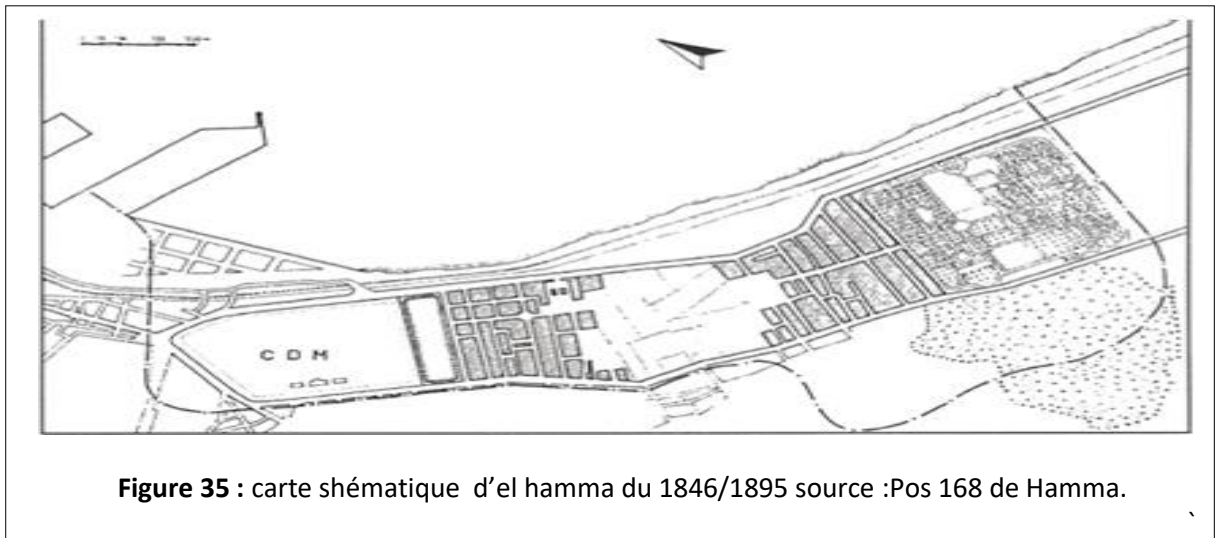 C D M
Figure 35 : carte shématique d’el hamma du 1846/1895 source :Pos 168 de Hamma.